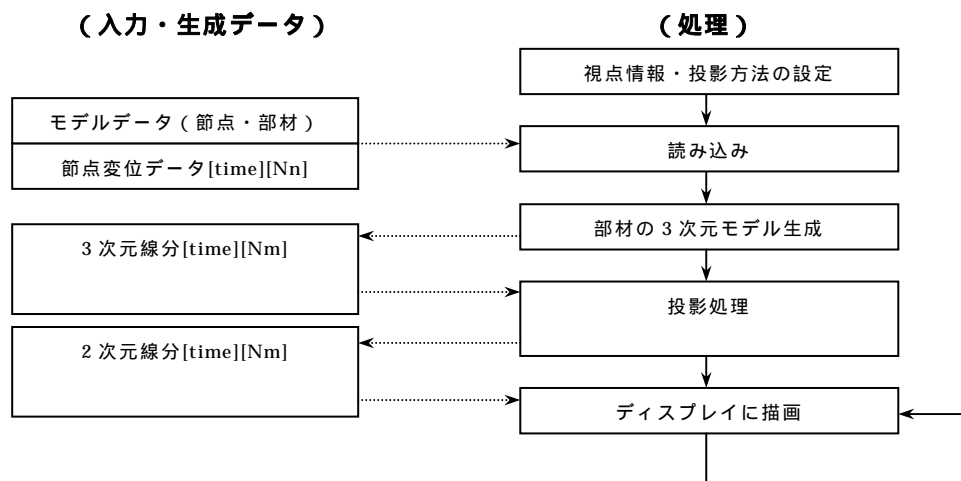 （入力・生成データ）
（処理）
視点情報・投影方法の設定
モデルデータ（節点・部材）
節点変位データ[time][Nn]
読み込み
部材の３次元モデル生成
３次元線分[time][Nm]
投影処理
２次元線分[time][Nm]
ディスプレイに描画